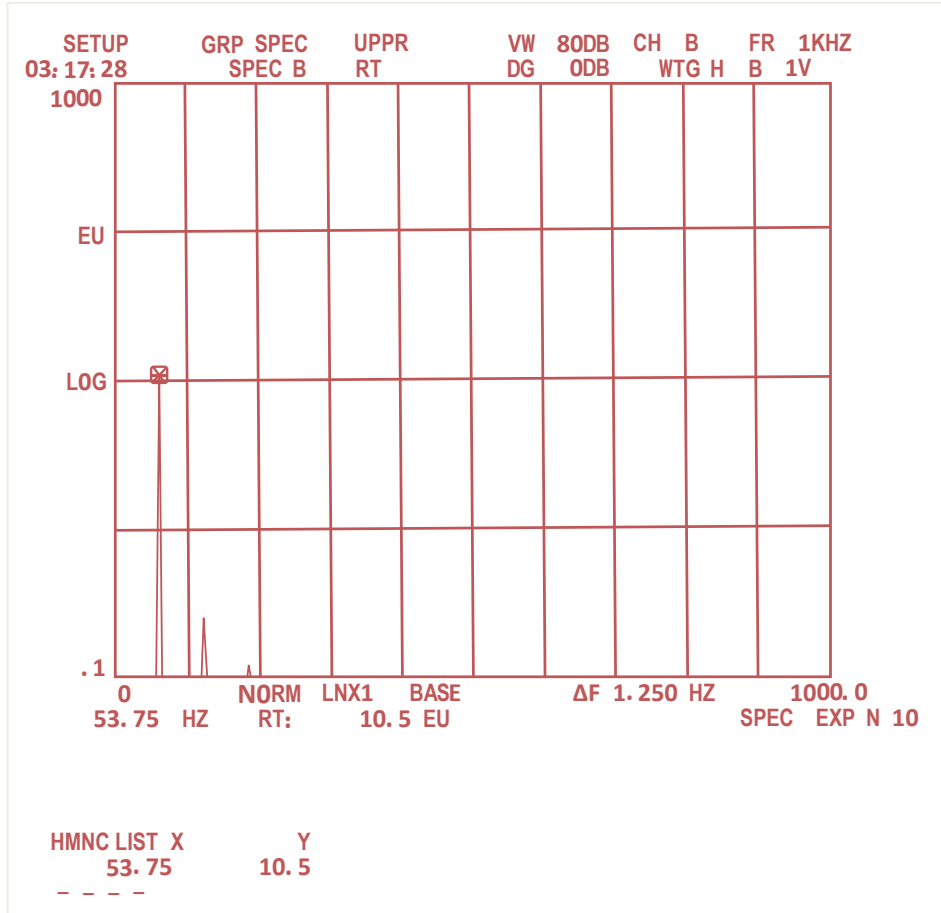 SETUP GRP SPEC UPPR VW 80DB CH B FR 1KHZ
03:17:28 SPEC B RT DG 0DB WTG H B 1V
1000
EU
LOG
.1
0 NORM LNX1 BASE ΔF 1.250 HZ 1000.0
53.75 HZ RT: 10.5 EU SPEC EXP N 10
HMNC LIST X Y
53.75 10.5
– – – –